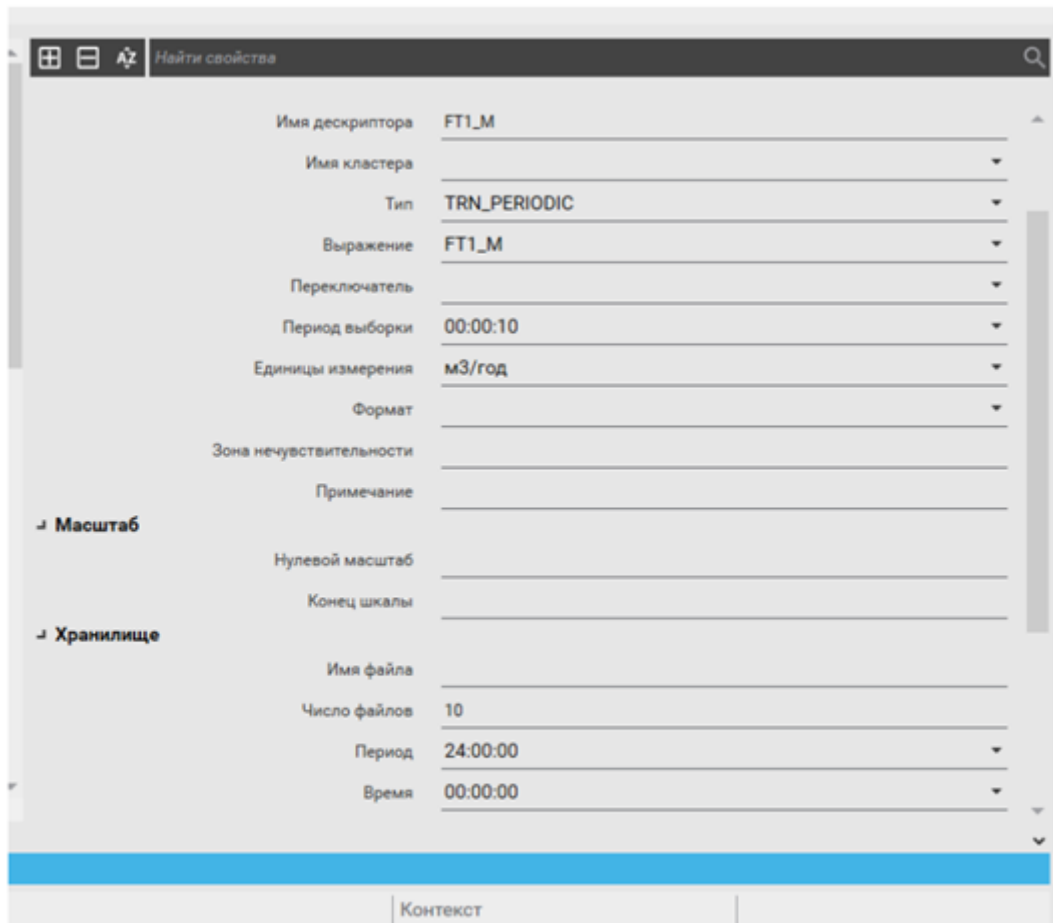 Найти свойства
Имя дескриптора FT1_M
Имя кластера
Тип TRN_PERIODIC
Выражение FT1_M
Переключатель
Период выборки 00:00:10
Единицы измерения м3/год
Формат
Зона нечувствительности
Примечание
Масштаб
Нулевой масштаб
Конец шкалы
Хранилище
Имя файла
Число файлов 10
Период 24:00:00
Время 00:00:00
Контекст